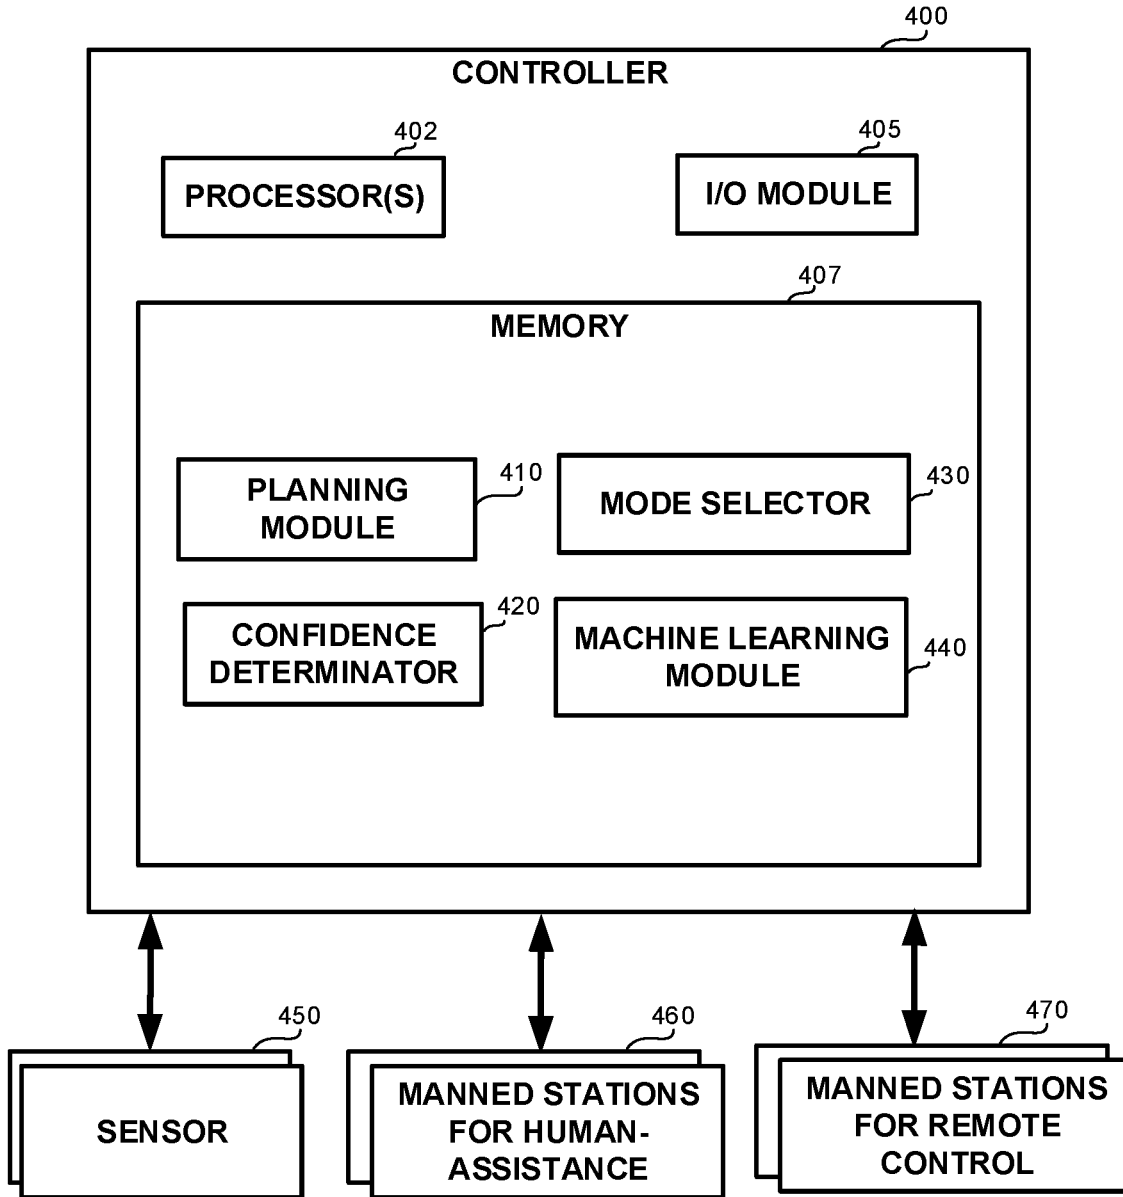 400
CONTROLLER
402
PROCESSOR(S)
405
I/O MODULE
407
MEMORY
410
PLANNING
MODULE
430
MODE SELECTOR
420
CONFIDENCE
DETERMINATOR
440
MACHINE LEARNING
MODULE
450
SENSOR
460
MANNED STATIONS
FOR HUMAN-
ASSISTANCE
470
MANNED STATIONS
FOR REMOTE
CONTROL